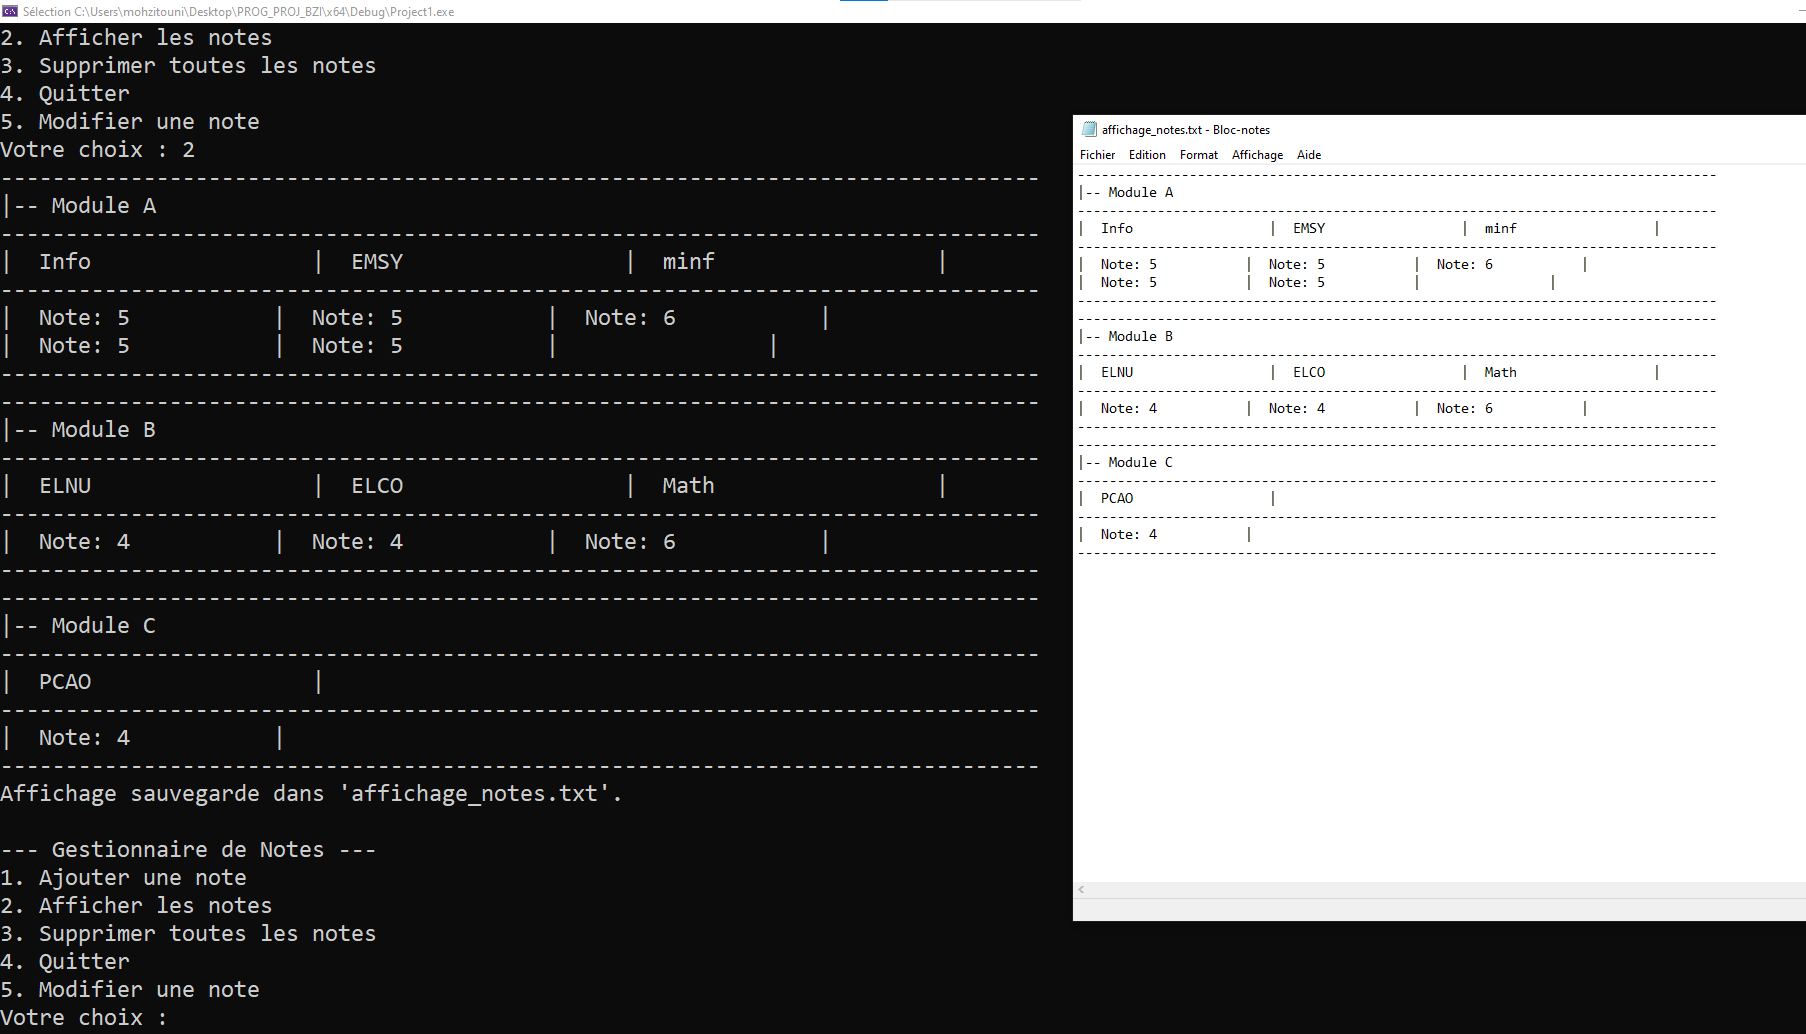 Sélection C:\Users\mohzitouni\Desktop\PROG_PROJ_BZI\x64\Debug\Project1.exe
2. Afficher les notes
3. Supprimer toutes les notes
4. Quitter
5. Modifier une note
Votre choix : 2
--------------------------------------------------------------------------------
|-- Module A
--------------------------------------------------------------------------------
|  Info                 |  EMSY                 |  minf                 |
--------------------------------------------------------------------------------
|  Note: 5           |  Note: 5           |  Note: 6           |
|  Note: 5           |  Note: 5           |                |
--------------------------------------------------------------------------------
--------------------------------------------------------------------------------
|-- Module B
--------------------------------------------------------------------------------
|  ELNU                 |  ELCO                 |  Math                 |
--------------------------------------------------------------------------------
|  Note: 4           |  Note: 4           |  Note: 6           |
--------------------------------------------------------------------------------
--------------------------------------------------------------------------------
|-- Module C
--------------------------------------------------------------------------------
|  PCAO                 |
--------------------------------------------------------------------------------
|  Note: 4           |
--------------------------------------------------------------------------------
Affichage sauvegarde dans 'affichage_notes.txt'.
--- Gestionnaire de Notes ---
1. Ajouter une note
2. Afficher les notes
3. Supprimer toutes les notes
4. Quitter
5. Modifier une note
Votre choix :
affichage_notes.txt - Bloc-notes
Fichier Edition Format Affichage Aide
--------------------------------------------------------------------------------
|-- Module A
--------------------------------------------------------------------------------
|  Info                 |  EMSY                 |  minf                 |
--------------------------------------------------------------------------------
|  Note: 5           |  Note: 5           |  Note: 6           |
|  Note: 5           |  Note: 5           |                |
--------------------------------------------------------------------------------
--------------------------------------------------------------------------------
|-- Module B
--------------------------------------------------------------------------------
|  ELNU                 |  ELCO                 |  Math                 |
--------------------------------------------------------------------------------
|  Note: 4           |  Note: 4           |  Note: 6           |
--------------------------------------------------------------------------------
--------------------------------------------------------------------------------
|-- Module C
--------------------------------------------------------------------------------
|  PCAO                 |
--------------------------------------------------------------------------------
|  Note: 4           |
--------------------------------------------------------------------------------